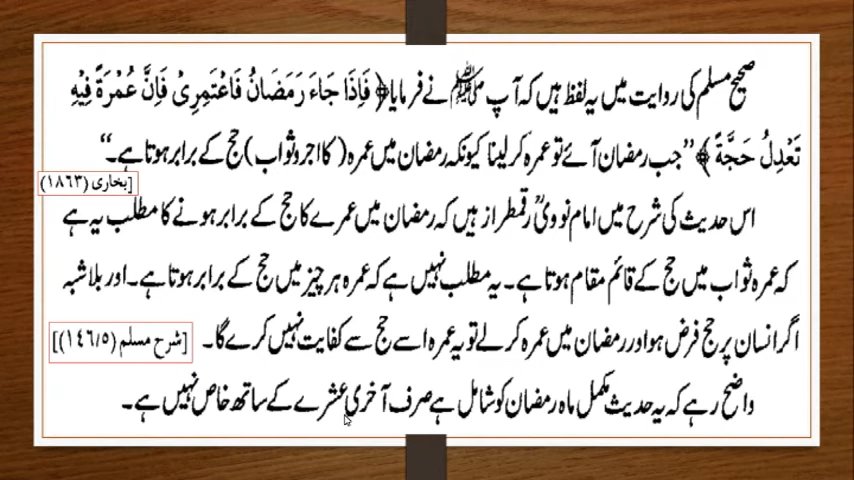 صحیح مسلم کی روایت میں یہ لفظ ہیں کہ آپ ﷺ نے فرمایا ﴿ فَإِذَا جَاءَ رَمَضَانُ فَاعْتَمِرِیْ فَإِنَّ عُمْرَةً فِیْهِ
تَعْدِلُ حَجَّةً ﴾ ”جب رمضان آئے تو عمرہ کر لینا کیونکہ رمضان میں عمرہ (کا اجر و ثواب) حج کے برابر ہوتا ہے۔“
[بخاری (۱۸٦۳)
اس حدیث کی شرح میں امام نوویؒ رقمطراز ہیں کہ رمضان میں عمرے کا حج کے برابر ہونے کا مطلب یہ ہے
کہ عمرہ ثواب میں حج کے قائم مقام ہوتا ہے۔ یہ مطلب نہیں ہے کہ عمرہ ہر چیز میں حج کے برابر ہوتا ہے۔ اور بلاشبہ
اگر انسان پر حج فرض ہو اور رمضان میں عمرہ کر لے تو یہ عمرہ اسے حج سے کفایت نہیں کرے گا۔ [شرح مسلم (۱٤٦/۵)]
واضح رہے کہ یہ حدیث مکمل ماہ رمضان کو شامل ہے صرف آخری عشرے کے ساتھ خاص نہیں ہے۔